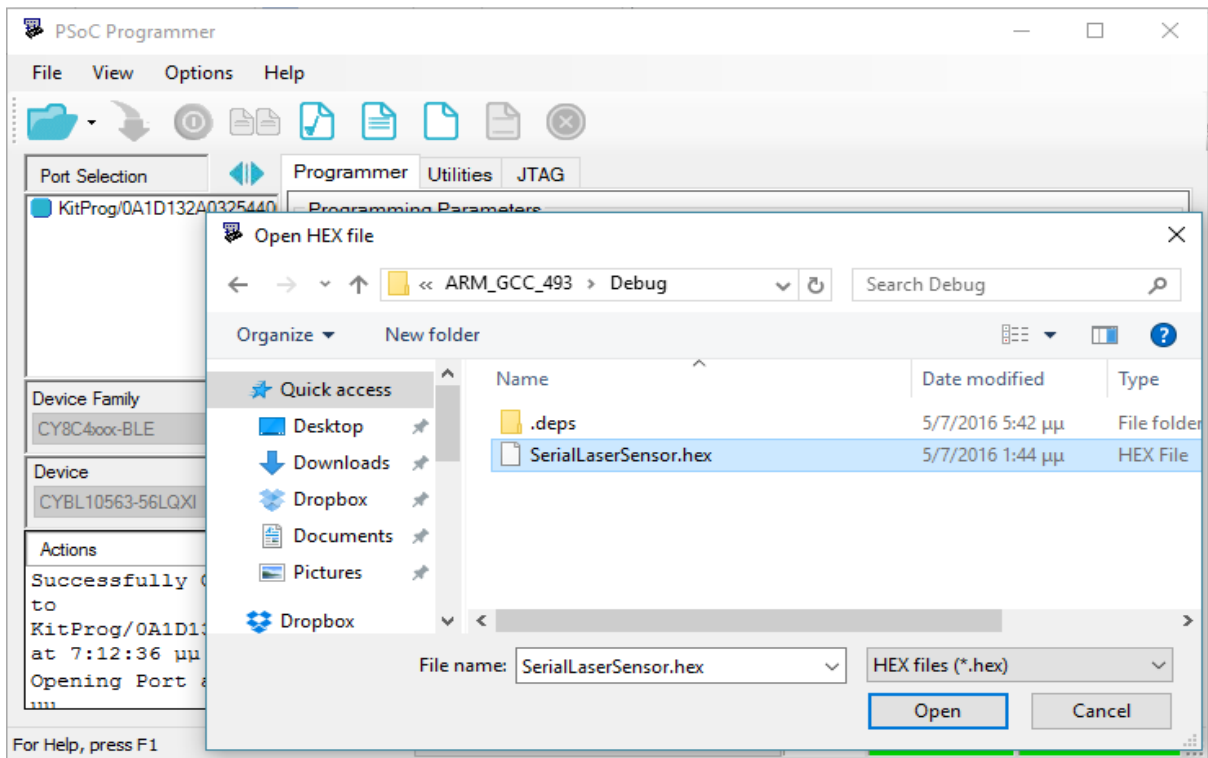 PSoC Programmer
File View Options Help
Port Selection
Programmer Utilities JTAG
KitProg/0A1D132A0325440
Programming Parameters
Open HEX file
« ARM_GCC_493 > Debug
Search Debug
Organize New folder
Name Date modified Type
Quick access
.deps 5/7/2016 5:42 μμ File folder
Desktop
SerialLaserSensor.hex 5/7/2016 1:44 μμ HEX File
Downloads
Dropbox
Documents
Pictures
Dropbox
Device Family
CY8C4xxx-BLE
Device
CYBL10563-56LQXI
Actions
Successfully
to
KitProg/0A1D13
at 7:12:36 μμ
Opening Port
μμ
File name: SerialLaserSensor.hex HEX files (*.hex)
Open Cancel
For Help, press F1